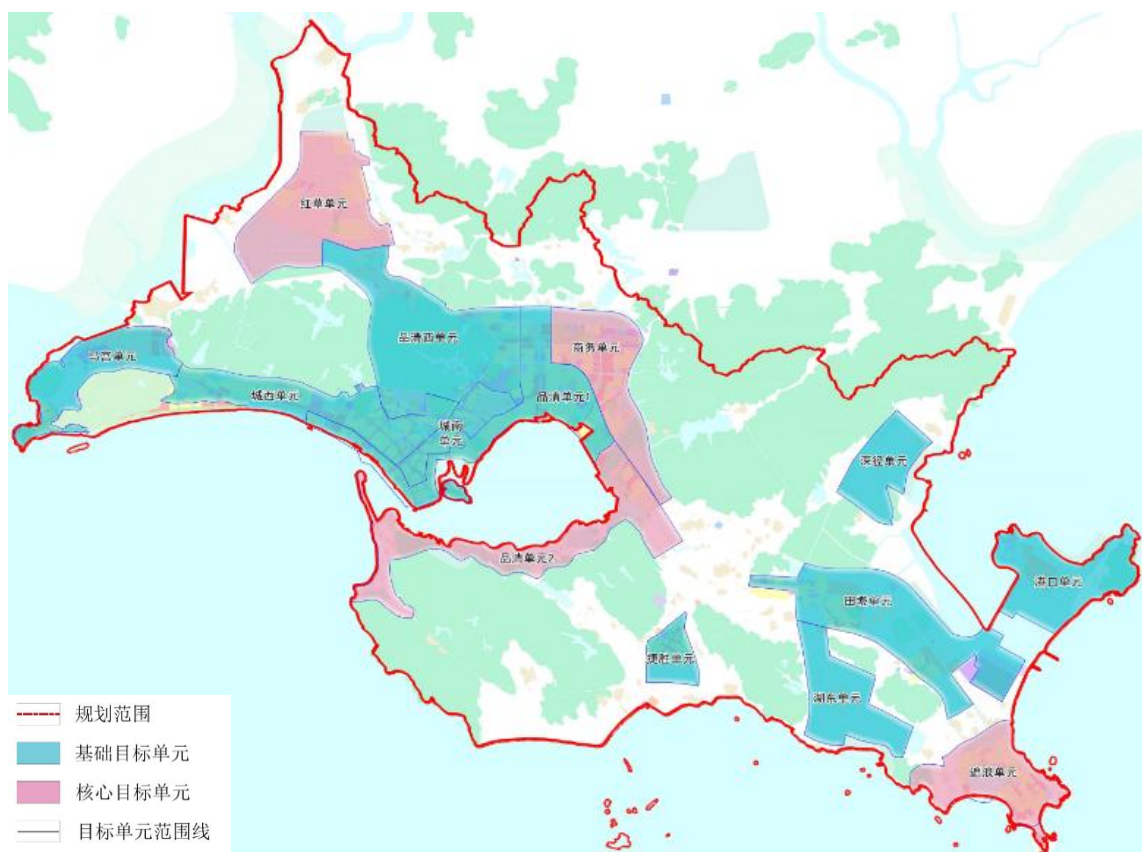 红草单元
品清西单元
商务单元
马宫单元
城西单元
品清单元1
城南
单元
深径单元
品清单元2
港口单元
田墘单元
捷胜单元
湖东单元
遮浪单元
规划范围
基础目标单元
核心目标单元
目标单元范围线